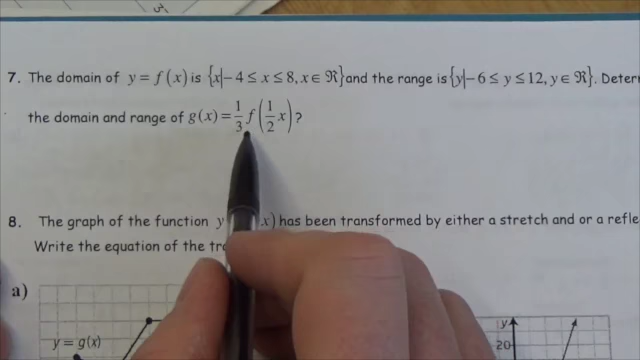 7. The domain of y = f(x) is {x|−4 ≤ x ≤ 8, x ∈ ℜ} and the range is {y|−6 ≤ y ≤ 12, y ∈ ℜ}. Deter
the domain and range of g(x) = 1/3 f(1/2 x)?
8. The graph of the function y x) has been transformed by either a stretch and or a refle
Write the equation of the tr
a)
y = g(x)
y
20